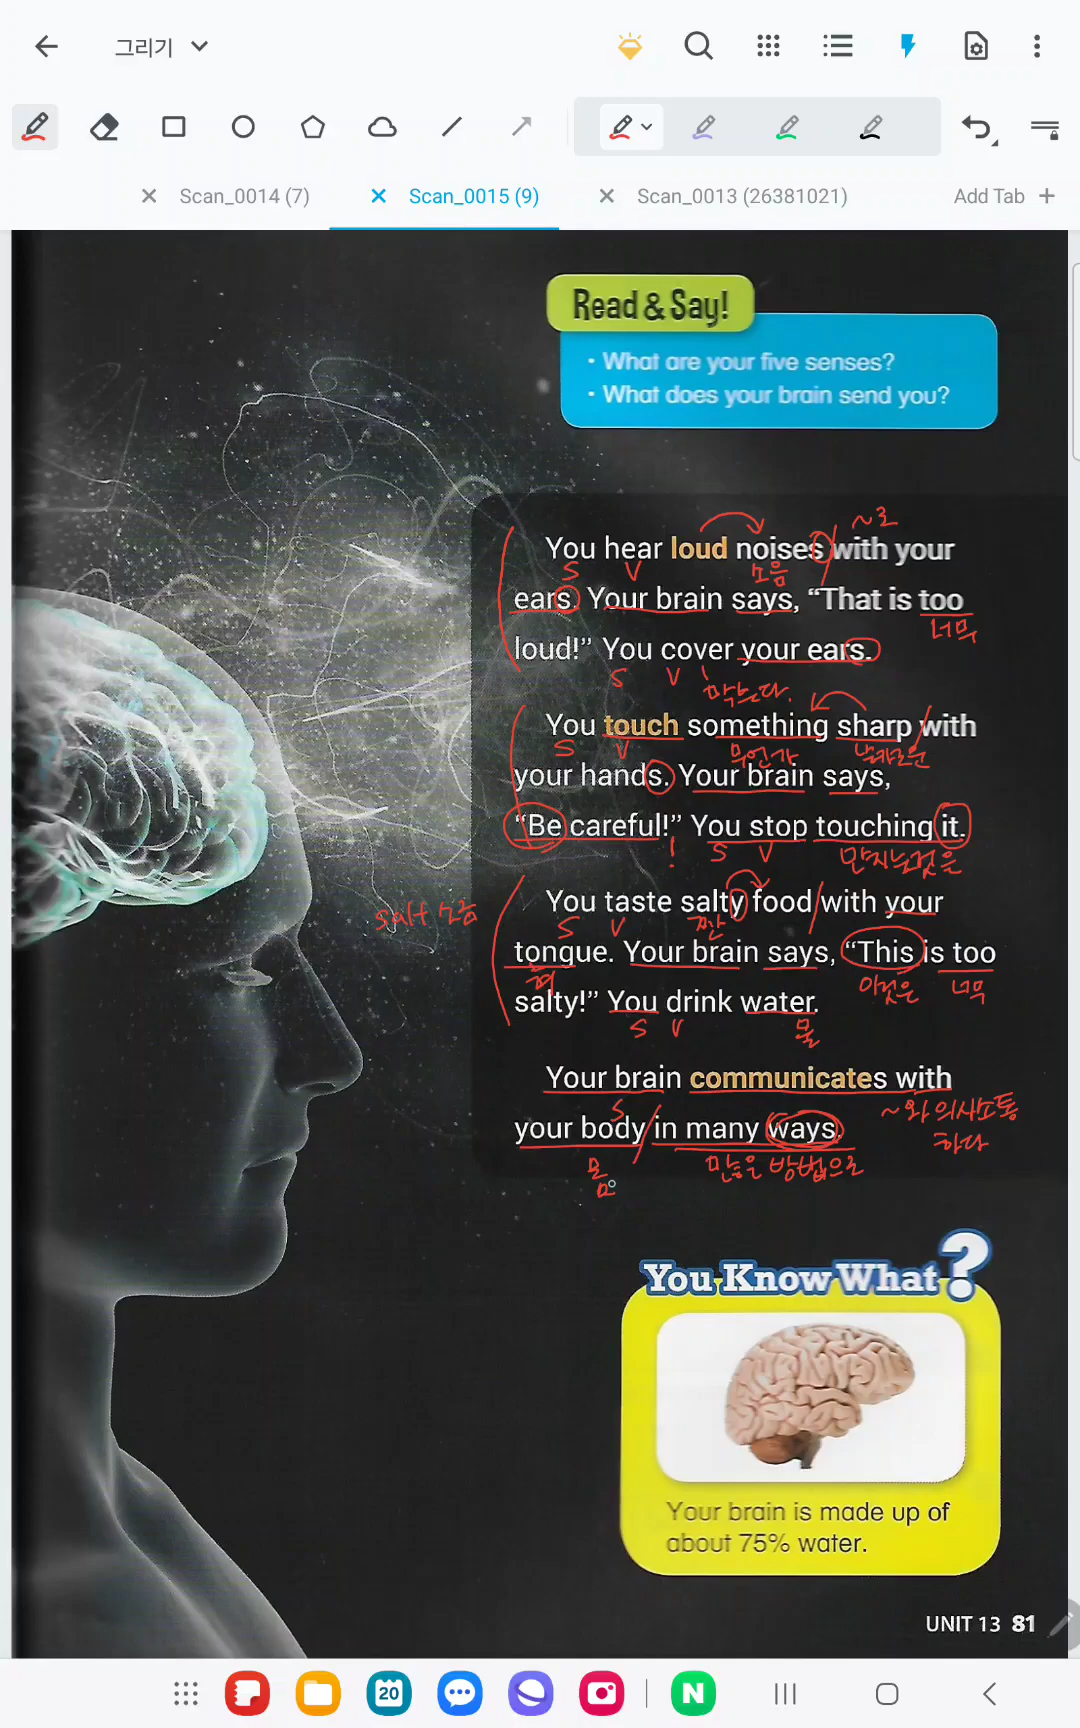 그리기
Scan_0014 (7)
Scan_0015 (9)
Scan_0013 (26381021)
Add Tab +
Read & Say!
• What are your five senses?
• What does your brain send you?
~로
You hear loud noises with your
S V 소음
ears. Your brain says, “That is too
너무
loud!” You cover your ears.
S V 막는다.
You touch something sharp with
S V 무언가 날카로운
your hands. Your brain says,
“Be careful!” You stop touching it.
! S V 만지는것을
You taste salty food with your
salt 소금
S V 짠
tongue. Your brain says, “This is too
혀 이것은 너무
salty!” You drink water.
S V 물
Your brain communicates with
S ~와 의사소통
your body in many ways.
하다
몸 많은 방법으로
You Know What?
Your brain is made up of
about 75% water.
UNIT 13 81
20
N